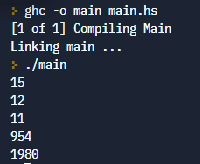 > ghc -o main main.hs
[1 of 1] Compiling Main
Linking main ...
> ./main
15
12
11
954
1980